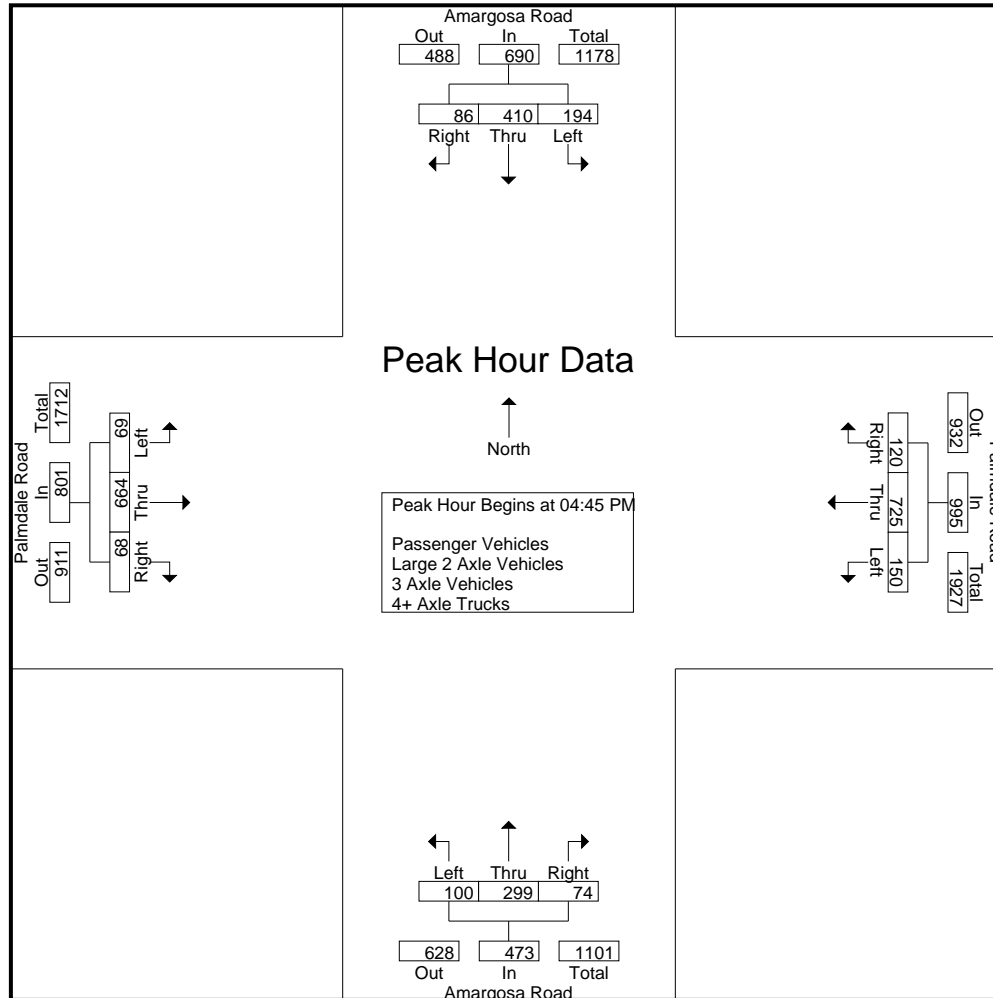 Amargosa Road
Out In Total
488 690 1178
86 410 194
Right Thru Left
Peak Hour Data
North
Peak Hour Begins at 04:45 PM
Passenger Vehicles
Large 2 Axle Vehicles
3 Axle Vehicles
4+ Axle Trucks
Palmdale Road
Out In Total
911 801 1712
68 664 69
Right Thru Left
Out In Total
932 995 1927
120 725 150
Right Thru Left
Left Thru Right
100 299 74
628 473 1101
Out In Total
Amargosa Road